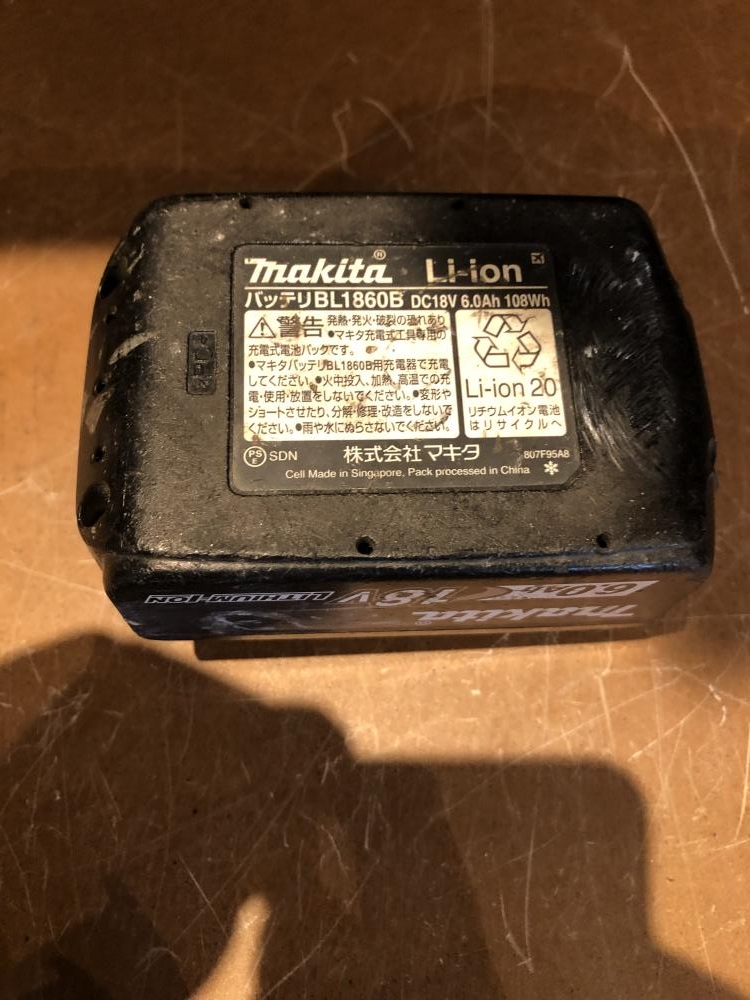 makita® Li-ion
バッテリBL1860B DC18V 6.0Ah 108Wh
警告 発熱・発火・破裂の恐れあり
●マキタ充電式工具専用の
充電式電池パックです。
●マキタバッテリBL1860B用充電器で充電
してください。●火中投入、加熱、高温での充
電・使用・放置をしないでください。●変形や
ショートさせたり、分解・修理・改造をしないで
ください。●雨や水にぬらさないでください。
Li-ion 20
リチウムイオン電池
はリサイクルへ
PSE SDN 株式会社 マキタ 807F95A8
Cell Made in Singapore, Pack processed in China
makita®
6.0Ah 18V LITHIUM-ION